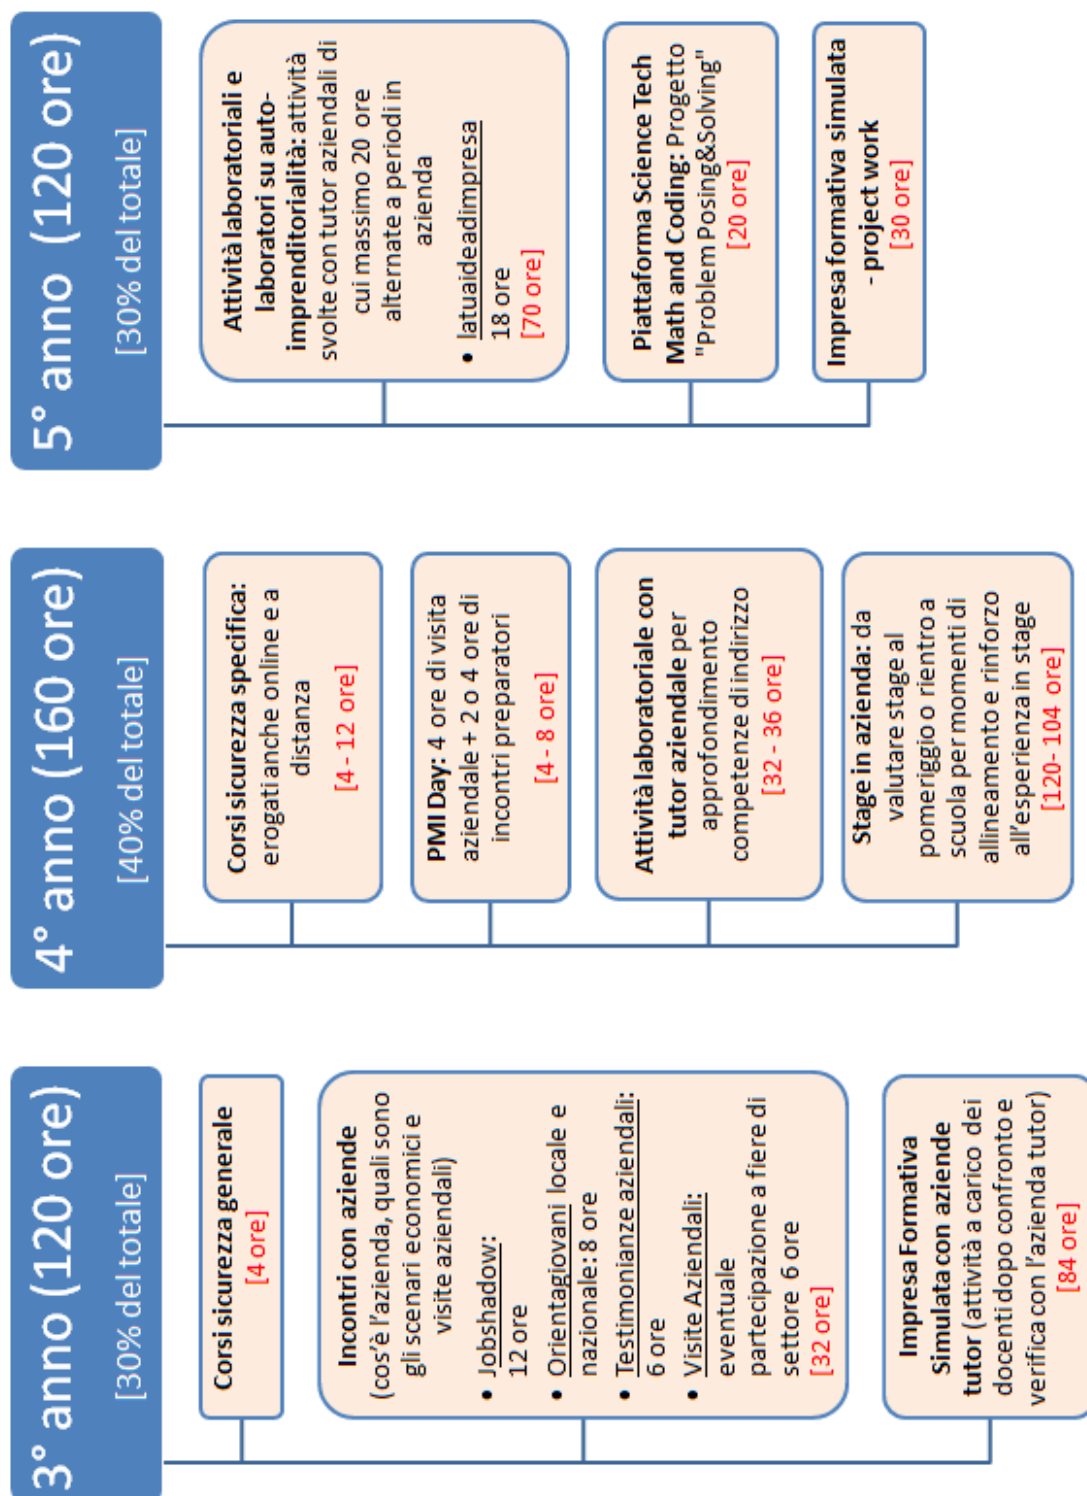 3° anno (120 ore)
[30% del totale]
Corsi sicurezza generale
[4 ore]
Incontri con aziende
(cos'è l'azienda, quali sono
gli scenari economici e
visite aziendali)
• Jobshadow:
12 ore
• Orientagiovani locale e
nazionale: 8 ore
• Testimonianze aziendali:
6 ore
• Visite Aziendali:
eventuale
partecipazione a fiere di
settore 6 ore
[32 ore]
Impresa Formativa
Simulata con aziende
tutor (attività a carico dei
docenti dopo confronto e
verifica con l'azienda tutor)
[84 ore]
4° anno (160 ore)
[40% del totale]
Corsi sicurezza specifica:
erogati anche online e a
distanza
[4 - 12 ore]
PMI Day: 4 ore di visita
aziendale + 2 o 4 ore di
incontri preparatori
[4 - 8 ore]
Attività laboratoriale con
tutor aziendale per
approfondimento
competenze di indirizzo
[32 - 36 ore]
Stage in azienda: da
valutare stage al
pomeriggio o rientro a
scuola per momenti di
allineamento e rinforzo
all'esperienza in stage
[120- 104 ore]
5° anno (120 ore)
[30% del totale]
Attività laboratoriali e
laboratori su auto-
imprenditorialità: attività
svolte con tutor aziendali di
cui massimo 20 ore
alternate a periodi in
azienda
• latuaideadimpresa
18 ore
[70 ore]
Piattaforma Science Tech
Math and Coding: Progetto
"Problem Posing&Solving"
[20 ore]
Impresa formativa simulata
- project work
[30 ore]